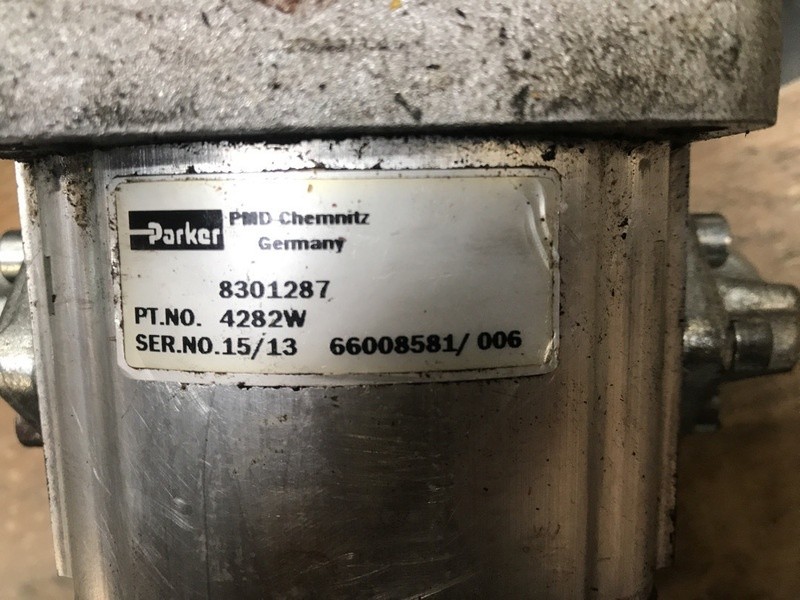 Parker PMD Chemnitz
Germany
8301287
PT.NO. 4282W
SER.NO.15/13 66008581/ 006